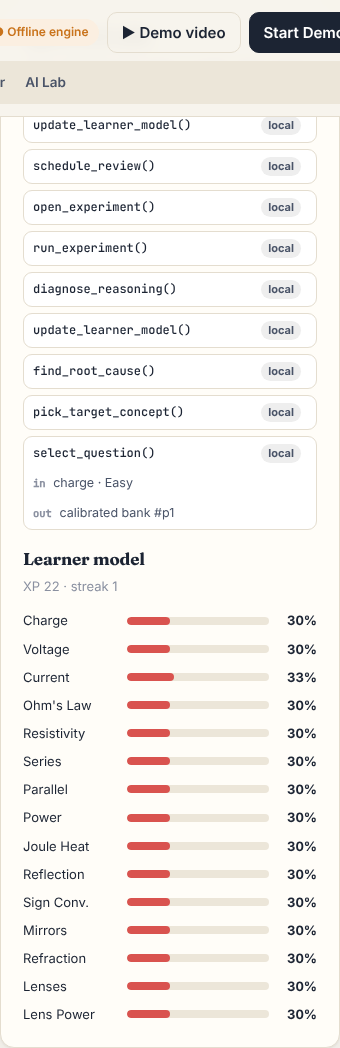 Offline engine
▶ Demo video
Start Demo
r
AI Lab
update_learner_model() local
schedule_review() local
open_experiment() local
run_experiment() local
diagnose_reasoning() local
update_learner_model() local
find_root_cause() local
pick_target_concept() local
select_question() local
in charge · Easy
out calibrated bank #p1
Learner model
XP 22 · streak 1
Charge 30%
Voltage 30%
Current 33%
Ohm's Law 30%
Resistivity 30%
Series 30%
Parallel 30%
Power 30%
Joule Heat 30%
Reflection 30%
Sign Conv. 30%
Mirrors 30%
Refraction 30%
Lenses 30%
Lens Power 30%